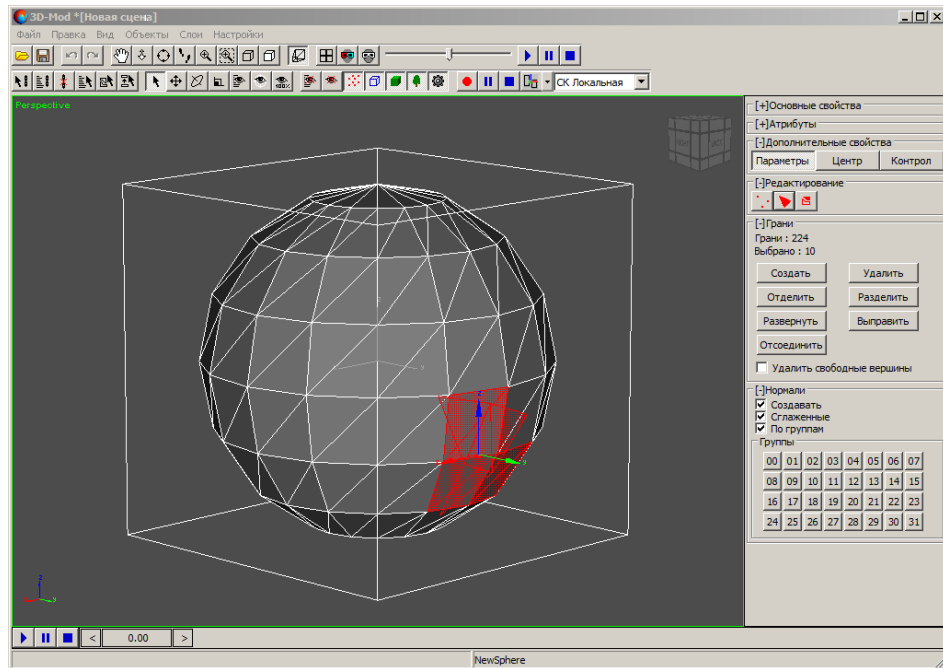 3D-Mod *[Новая сцена]
Файл Правка Вид Объекты Слои Настройки
100%
СК Локальная
Perspective
[+]Основные свойства
[+]Атрибуты
[-]Дополнительные свойства
Параметры Центр Контрол
[-]Редактирование
[-]Грани
Грани : 224
Выбрано : 10
Создать Удалить
Отделить Разделить
Развернуть Выправить
Отсоединить
Удалить свободные вершины
[-]Нормали
Создавать
Сглаженные
По группам
Группы
00 01 02 03 04 05 06 07
08 09 10 11 12 13 14 15
16 17 18 19 20 21 22 23
24 25 26 27 28 29 30 31
z
y
z
y
z
y
< 0.00 >
NewSphere